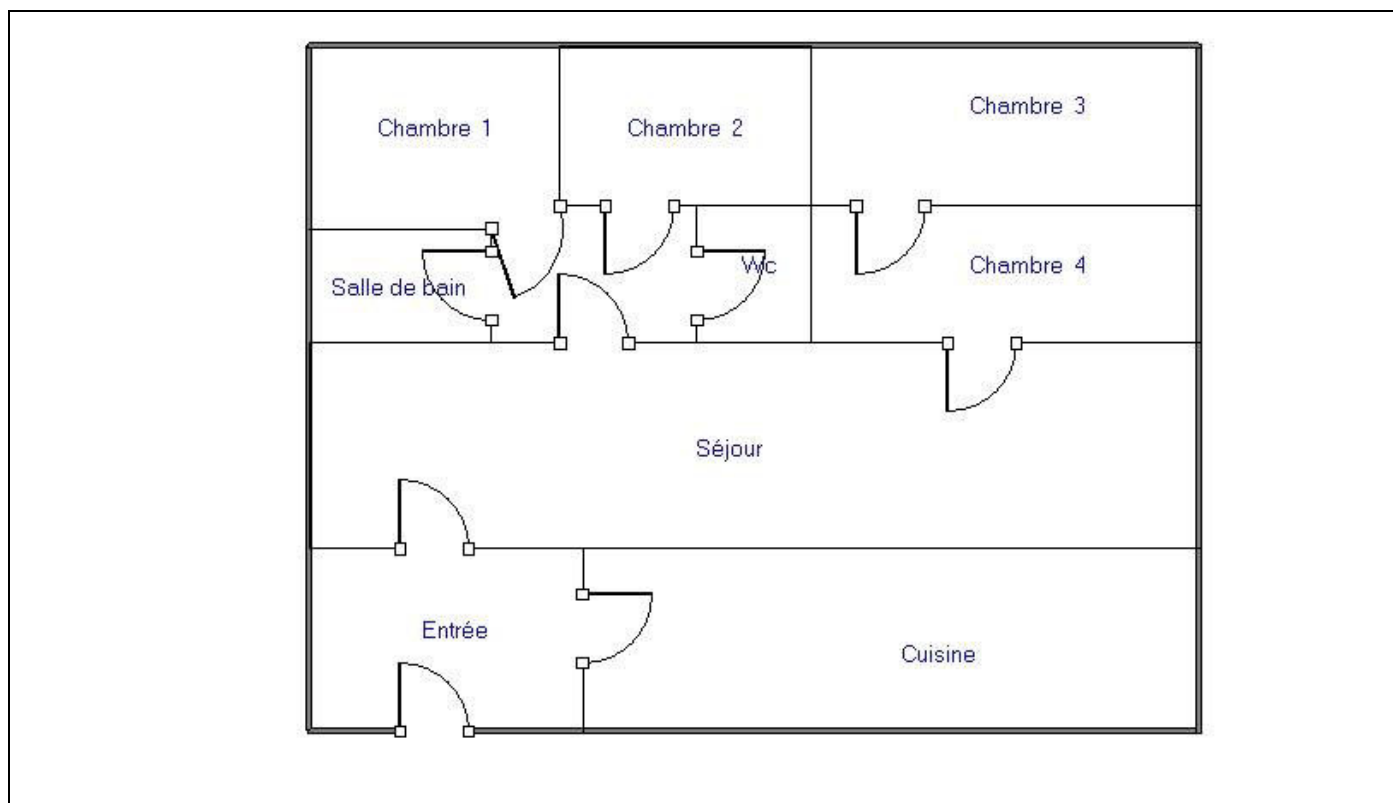 Chambre 1
Chambre 2
Chambre 3
Salle de bain
Wc
Chambre 4
Séjour
Entrée
Cuisine